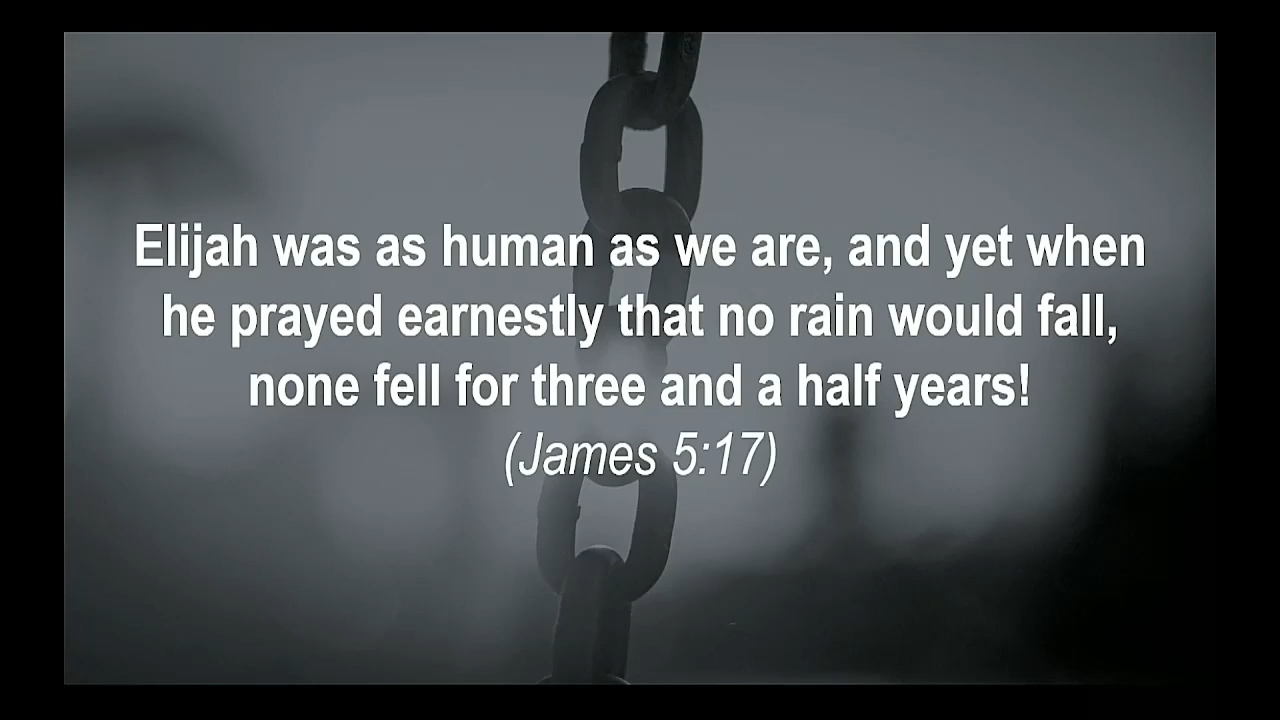 Elijah was as human as we are, and yet when
he prayed earnestly that no rain would fall,
none fell for three and a half years!
(James 5:17)